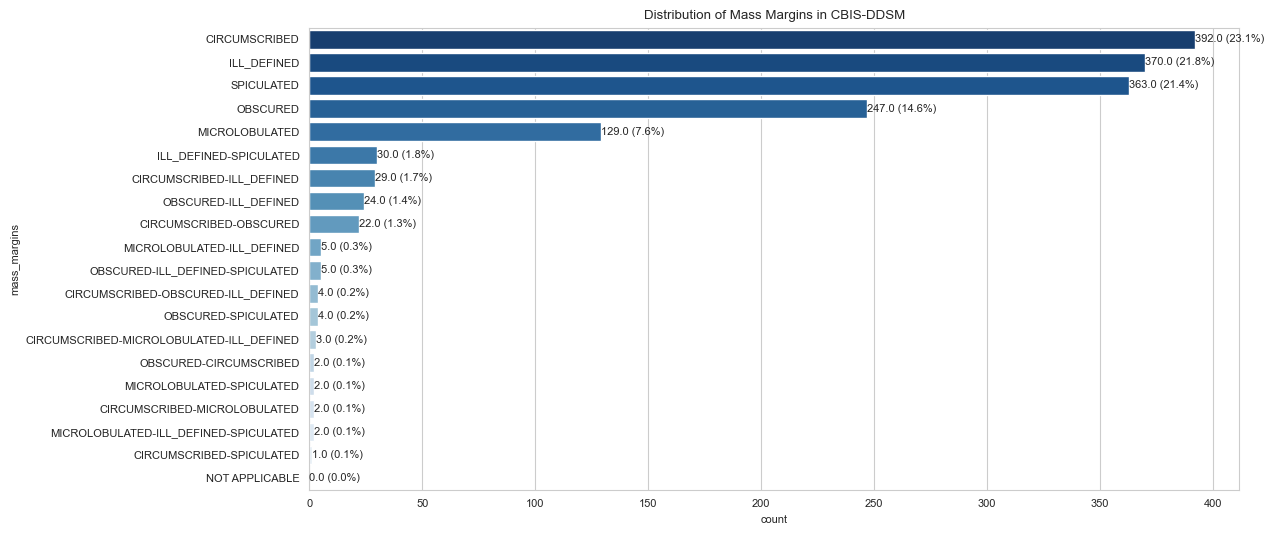 Distribution of Mass Margins in CBIS-DDSM
mass_margins
CIRCUMSCRIBED 392.0 (23.1%)
ILL_DEFINED 370.0 (21.8%)
SPICULATED 363.0 (21.4%)
OBSCURED 247.0 (14.6%)
MICROLOBULATED 129.0 (7.6%)
ILL_DEFINED-SPICULATED 30.0 (1.8%)
CIRCUMSCRIBED-ILL_DEFINED 29.0 (1.7%)
OBSCURED-ILL_DEFINED 24.0 (1.4%)
CIRCUMSCRIBED-OBSCURED 22.0 (1.3%)
MICROLOBULATED-ILL_DEFINED 5.0 (0.3%)
OBSCURED-ILL_DEFINED-SPICULATED 5.0 (0.3%)
CIRCUMSCRIBED-OBSCURED-ILL_DEFINED 4.0 (0.2%)
OBSCURED-SPICULATED 4.0 (0.2%)
CIRCUMSCRIBED-MICROLOBULATED-ILL_DEFINED 3.0 (0.2%)
OBSCURED-CIRCUMSCRIBED 2.0 (0.1%)
MICROLOBULATED-SPICULATED 2.0 (0.1%)
CIRCUMSCRIBED-MICROLOBULATED 2.0 (0.1%)
MICROLOBULATED-ILL_DEFINED-SPICULATED 2.0 (0.1%)
CIRCUMSCRIBED-SPICULATED 1.0 (0.1%)
NOT APPLICABLE 0.0 (0.0%)
0 50 100 150 200 250 300 350 400
count